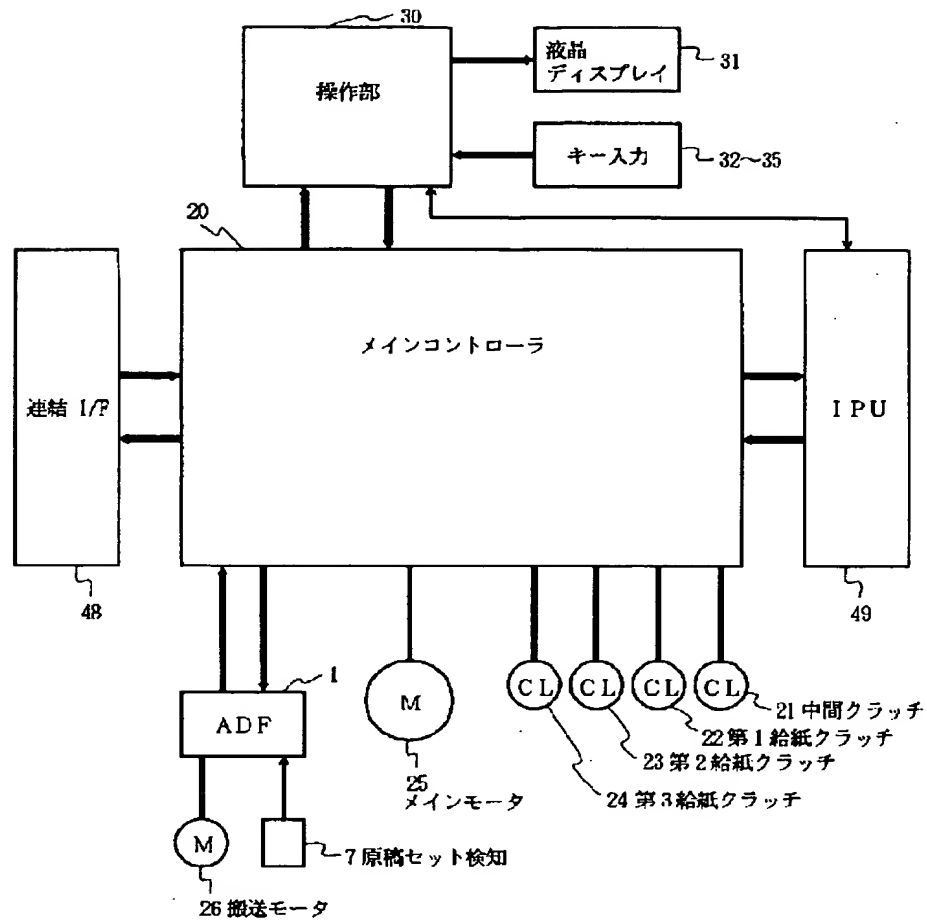 30
操作部
液晶
ディスプレイ
31
キー入力
32~35
20
メインコントローラ
連結 I/F
48
IPU
49
1
ADF
M
25
メインモータ
CL
CL
CL
CL
21 中間クラッチ
22 第1給紙クラッチ
23 第2給紙クラッチ
24 第3給紙クラッチ
M
7 原稿セット検知
26 搬送モータ